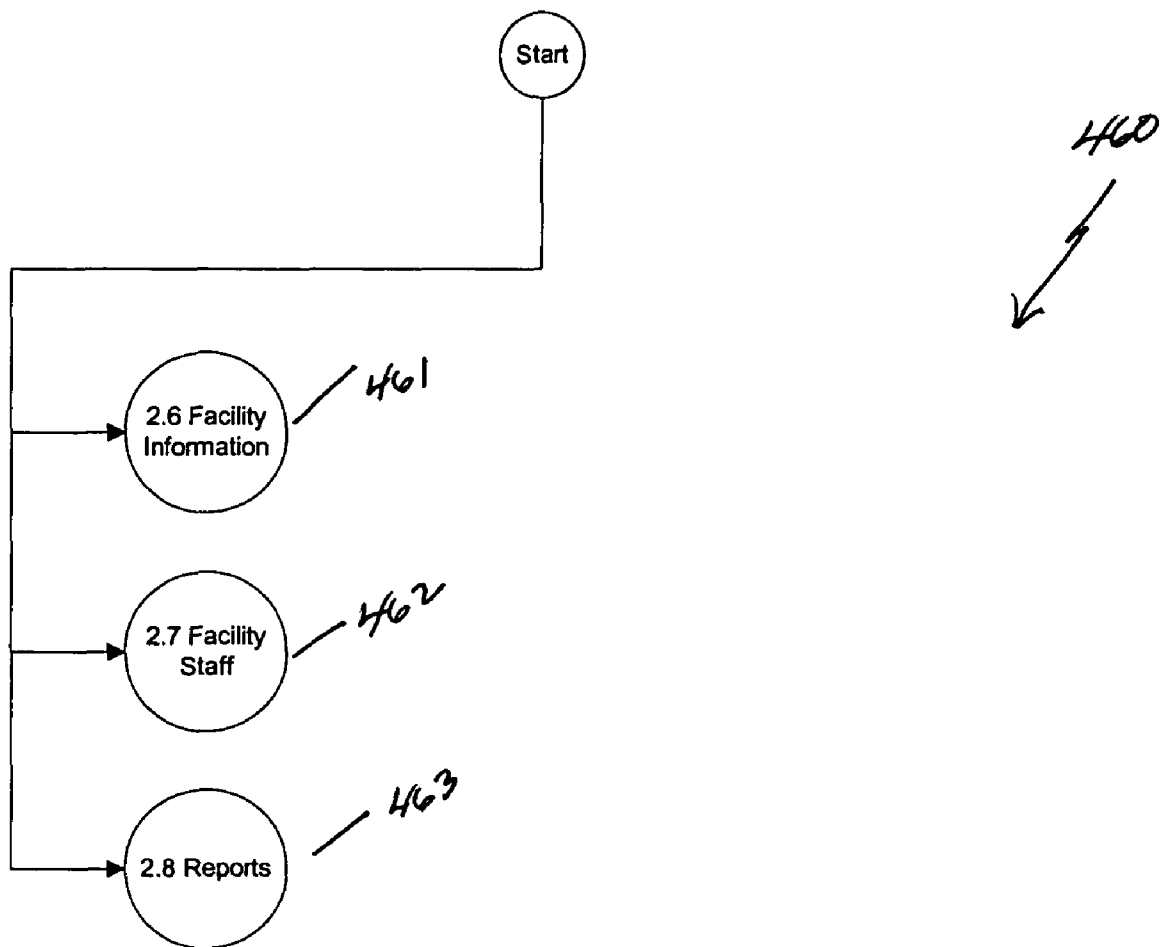 Start
460
2.6 Facility
Information
461
2.7 Facility
Staff
462
2.8 Reports
463